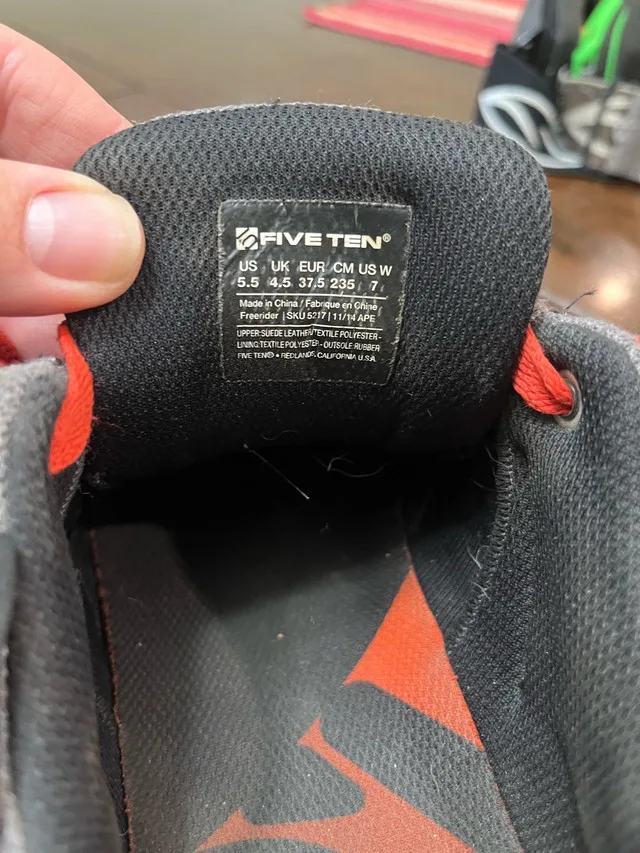 FIVE TEN®
US UK EUR CM US W
5.5 4.5 37.5 235 7
Made in China / Fabriqué en Chine
Freerider | SKU 5217 | 11/14 APE
UPPER:SUEDE LEATHER/TEXTILE POLYESTER -
LINING:TEXTILE POLYESTER - OUTSOLE:RUBBER
FIVE TEN® • REDLANDS, CALIFORNIA U.S.A.